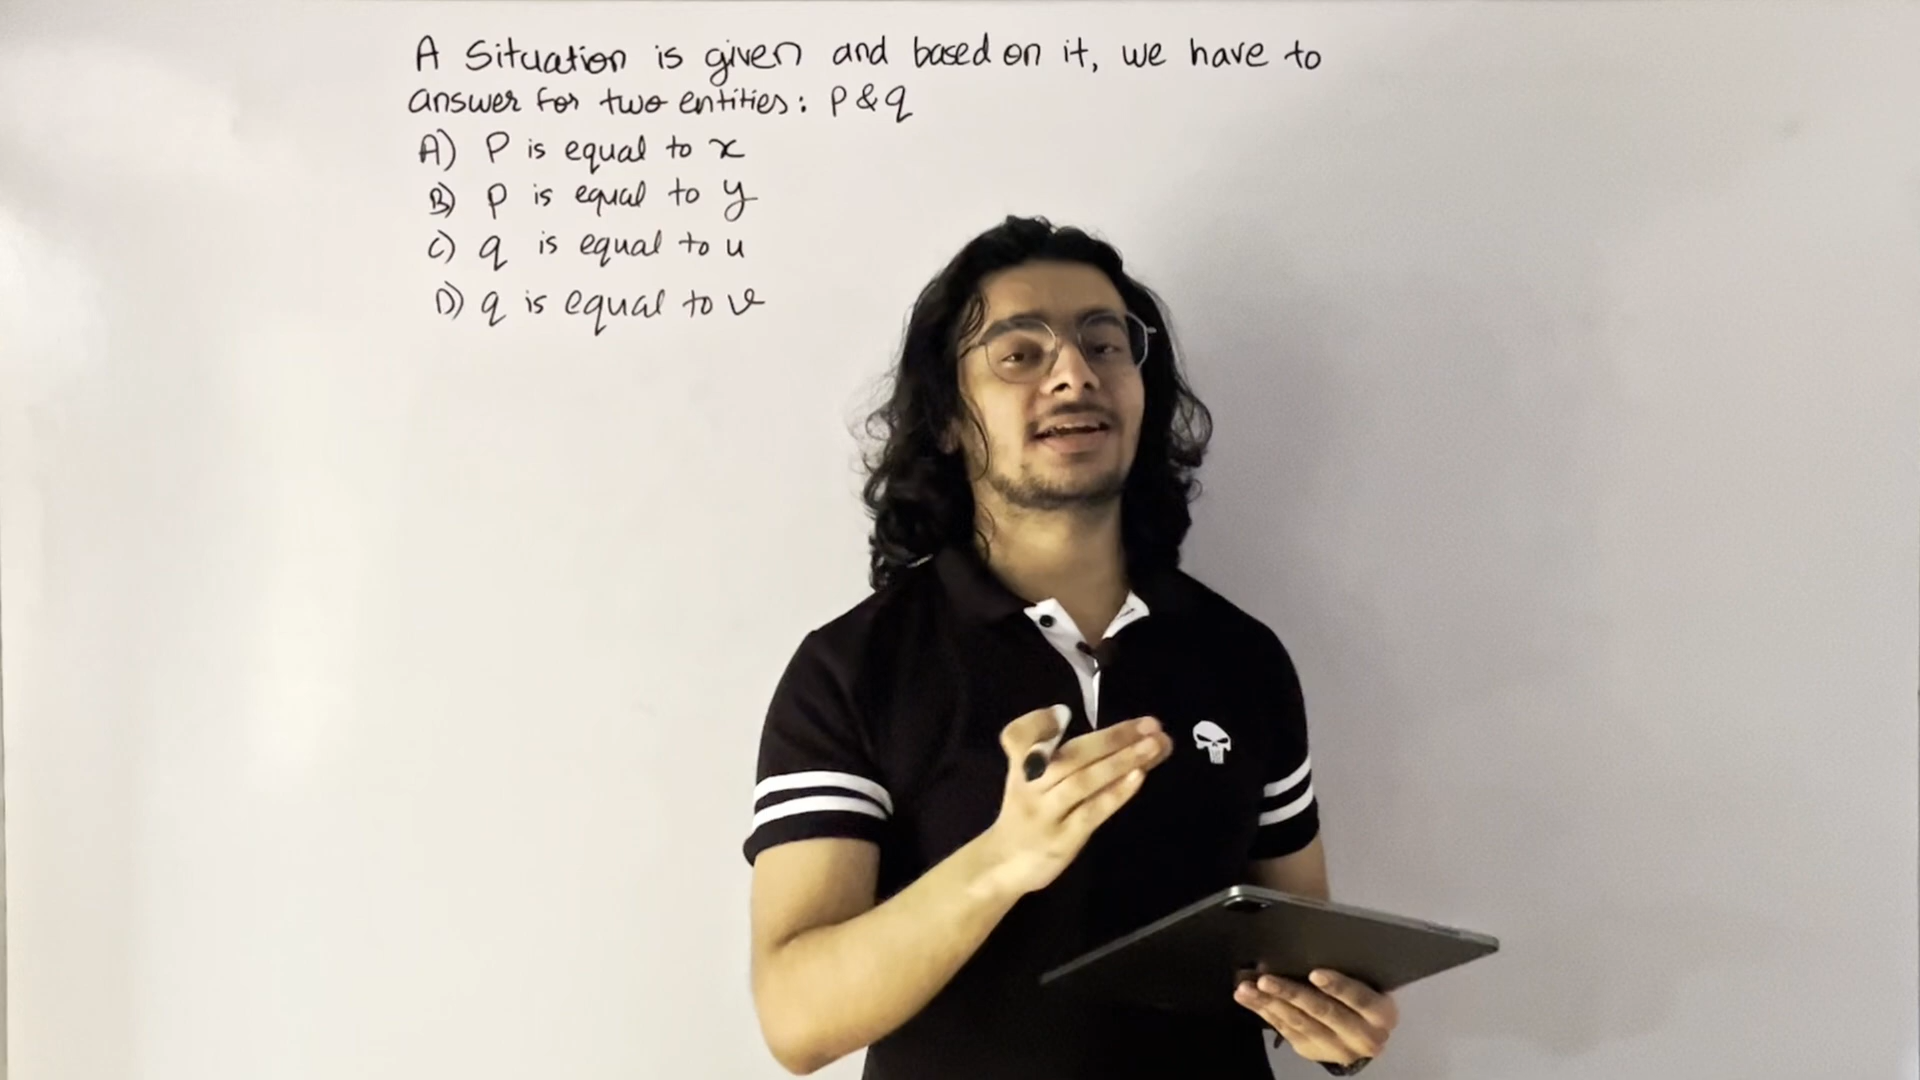 A Situation is given and based on it, we have to
answer for two entities: P & q
A) P is equal to x
B) P is equal to y
C) q is equal to u
D) q is equal to v